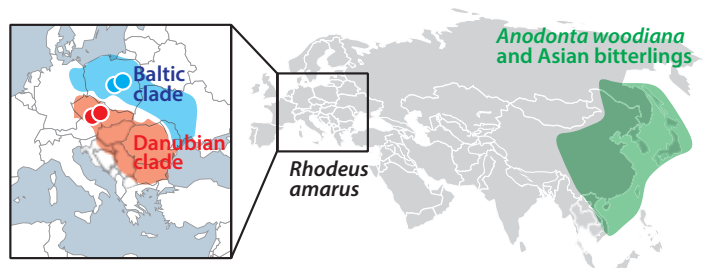 Baltic
clade
Danubian
clade
Rhodeus
amarus
Anodonta woodiana
and Asian bitterlings